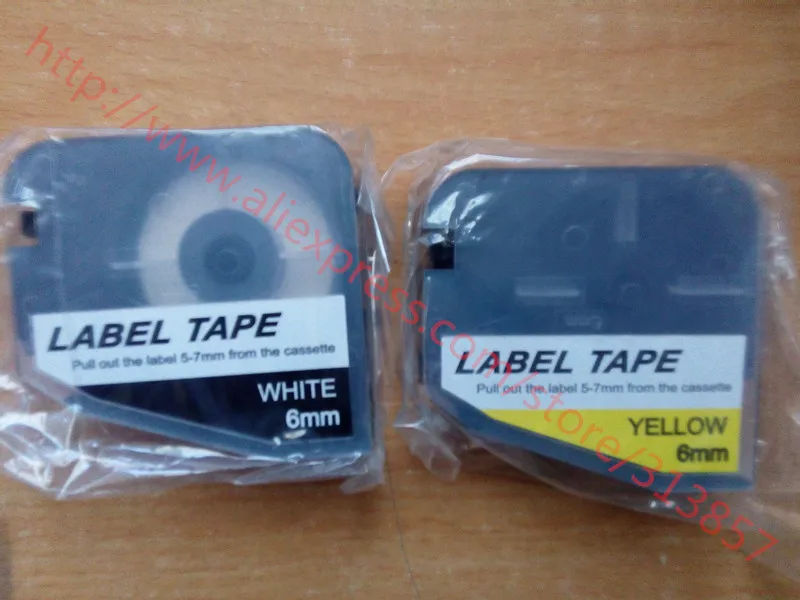 http://www.aliexpress.com/store/313857
LABEL TAPE
Pull out the label 5-7mm from the cassette
WHITE
6mm
LABEL TAPE
Pull out the label 5-7mm from the cassette
YELLOW
6mm